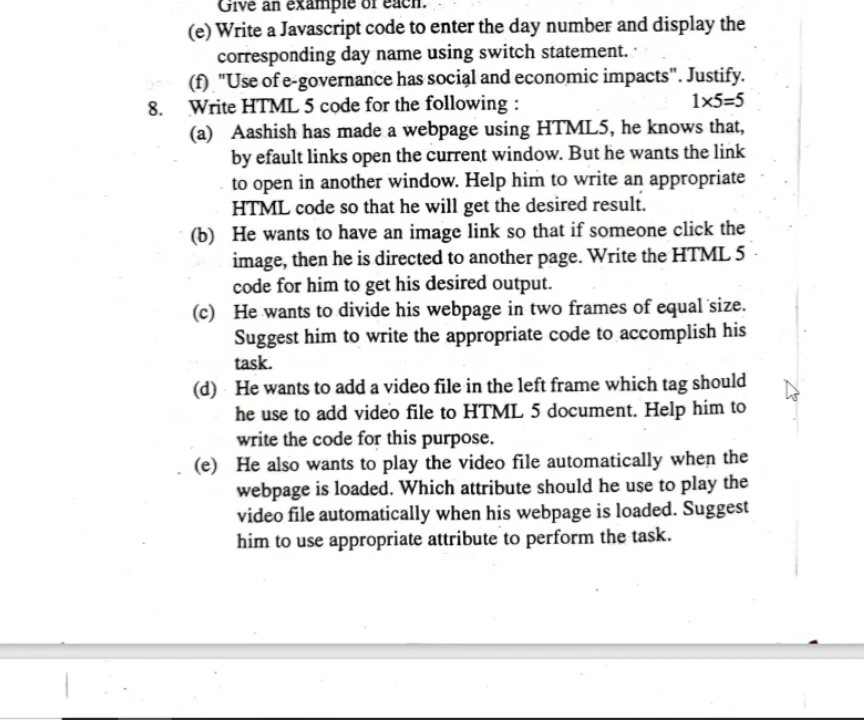 Give an example of each.
(e) Write a Javascript code to enter the day number and display the
corresponding day name using switch statement.
(f) "Use of e-governance has social and economic impacts". Justify.
8. Write HTML 5 code for the following : 1×5=5
(a) Aashish has made a webpage using HTML5, he knows that,
by efault links open the current window. But he wants the link
to open in another window. Help him to write an appropriate
HTML code so that he will get the desired result.
(b) He wants to have an image link so that if someone click the
image, then he is directed to another page. Write the HTML 5
code for him to get his desired output.
(c) He wants to divide his webpage in two frames of equal size.
Suggest him to write the appropriate code to accomplish his
task.
(d) He wants to add a video file in the left frame which tag should
he use to add video file to HTML 5 document. Help him to
write the code for this purpose.
(e) He also wants to play the video file automatically when the
webpage is loaded. Which attribute should he use to play the
video file automatically when his webpage is loaded. Suggest
him to use appropriate attribute to perform the task.